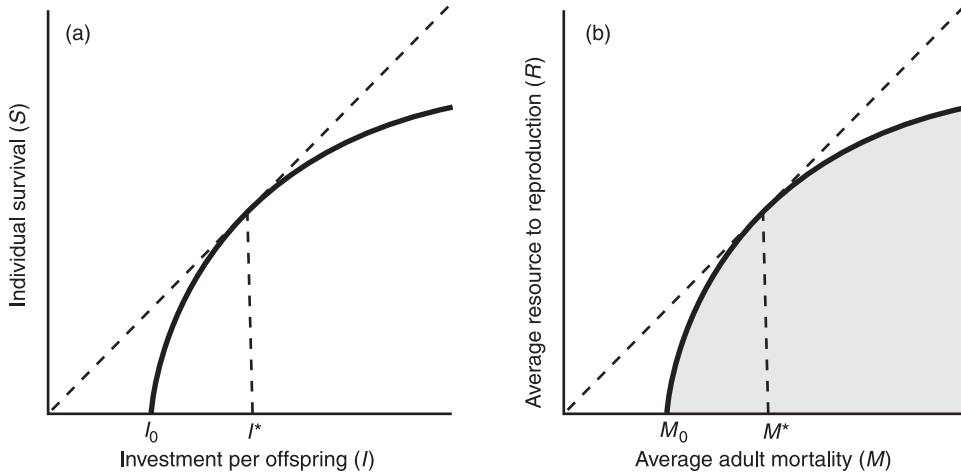 (a)
Individual survival (S)
I0
I*
Investment per offspring (I)
(b)
Average resource to reproduction (R)
M0
M*
Average adult mortality (M)